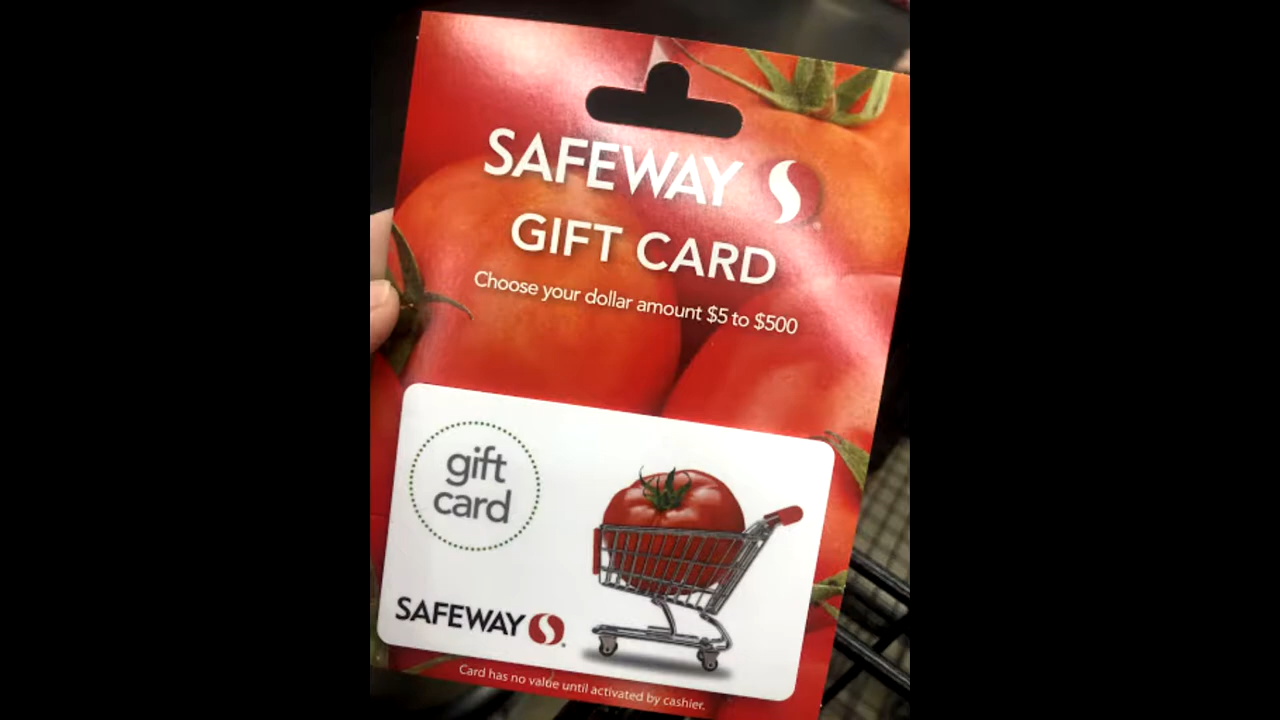 SAFEWAY
GIFT CARD
Choose your dollar amount $5 to $500
gift
card
SAFEWAY
Card has no value until activated by cashier.